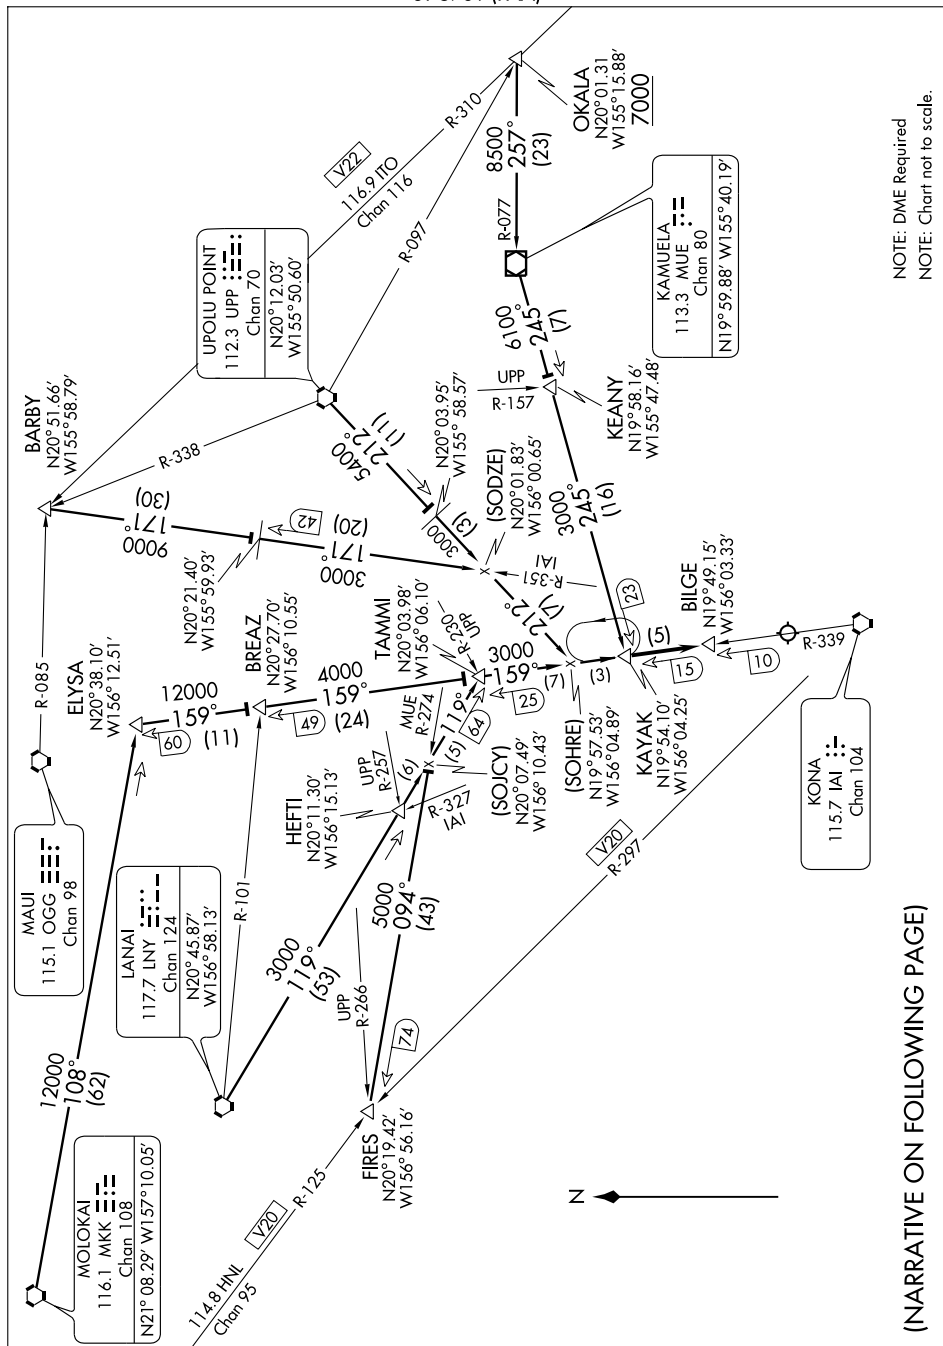 MOLOKAI
116.1 MKK
Chan 108
N21° 08.29' W157°10.05'
12000
108°
(62)
MAUI
115.1 OGG
Chan 98
R-085
LANAI
117.7 LNY
Chan 124
N20° 45.87'
W156° 58.13'
R-101
ELYSA
N20°38.10'
W156°12.51'
60
12000
159°
(11)
BREAZ
N20°27.70'
W156°10.55'
49
4000
159°
(24)
BARBY
N20°51.66'
W155°58.79'
9000
171°
(30)
R-338
N20°21.40'
W155°59.93'
42
3000
171°
(20)
UPOLU POINT
112.3 UPP
Chan 70
N20°12.03'
W155°50.60'
V22
116.9 ITO
Chan 116
R-310
R-097
5400
212°
(11)
N20°03.95'
W155°58.57'
3000
(3)
(SODZE)
N20°01.83'
W156°00.65'
R-351
IAI
212°
(7)
OKALA
N20°01.31
W155°15.88'
7000
8500
257°
(23)
R-077
KAMUELA
113.3 MUE
Chan 80
N19°59.88' W155°40.19'
6100
245°
(7)
UPP
R-157
KEANY
N19°58.16'
W155°47.48'
3000
245°
(16)
TAMMI
N20°03.98'
W156°06.10'
R-230
UPP
25
64
MUE
R-274
119°
(5)
3000
159°
(7)
HEFTI
N20°11.30'
W156°15.13'
UPP
R-257
(6)
R-327
IAI
3000
119°
(53)
(SOJCY)
N20°07.49'
W156°10.43'
5000
094°
(43)
UPP
R-266
74
FIRES
N20°19.42'
W156°56.16'
114.8 HNL
Chan 95
V20
R-125
(SOHRE)
N19°57.53'
W156°04.89'
(3)
KAYAK
N19°54.10'
W156°04.25'
23
15
(5)
BILGE
N19°49.15'
W156°03.33'
10
R-339
V20
R-297
KONA
115.7 IAI
Chan 104
N
NOTE: DME Required
NOTE: Chart not to scale.
(NARRATIVE ON FOLLOWING PAGE)